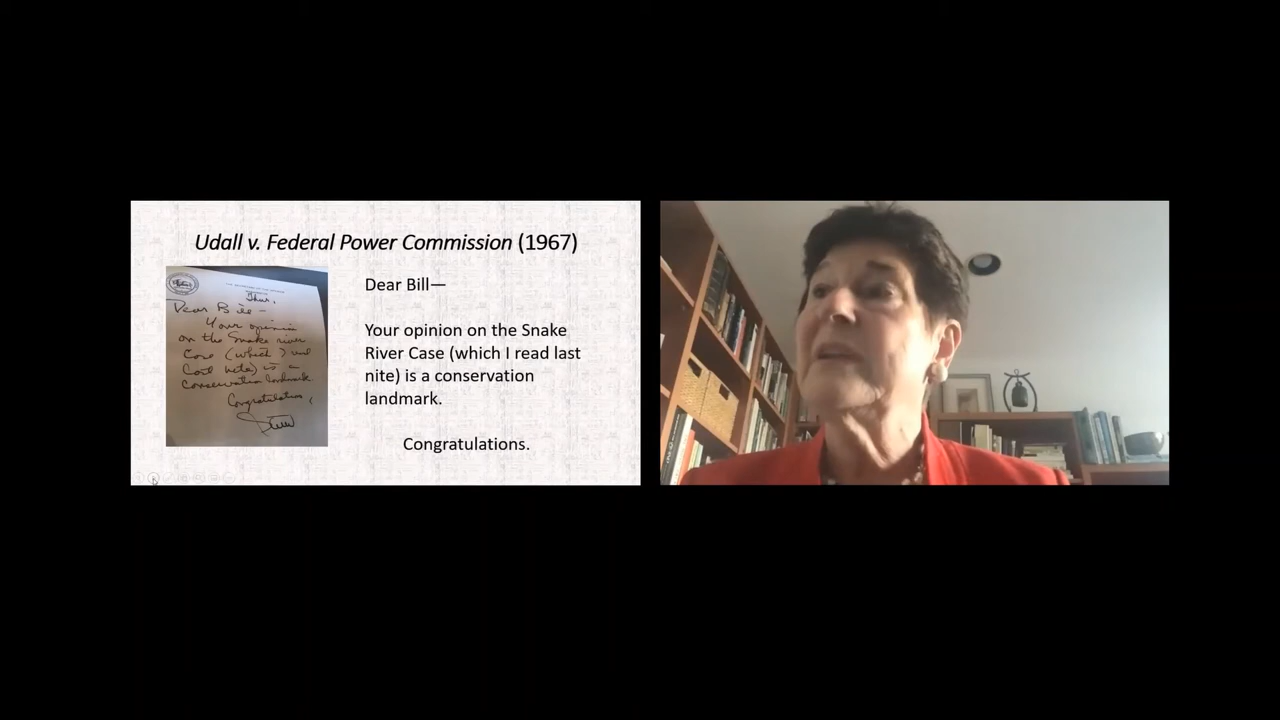 Udall v. Federal Power Commission (1967)
Thur.
Dear Bill—
Your opinion
on the Snake river
Case (which I read
last nite) is a
conservation landmark.
Congratulations,
Dear Bill—
Your opinion on the Snake
River Case (which I read last
nite) is a conservation
landmark.
Congratulations.